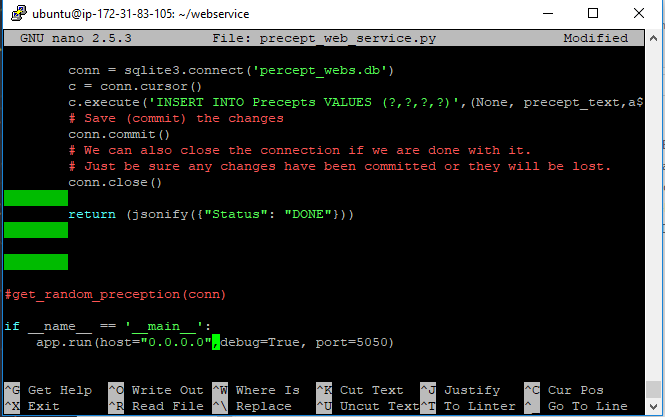 ubuntu@ip-172-31-83-105: ~/webservice
GNU nano 2.5.3 File: precept_web_service.py Modified
conn = sqlite3.connect('percept_webs.db')
c = conn.cursor()
c.execute('INSERT INTO Precepts VALUES (?,?,?,?)',(None, precept_text,a$
# Save (commit) the changes
conn.commit()
# We can also close the connection if we are done with it.
# Just be sure any changes have been committed or they will be lost.
conn.close()
return (jsonify({"Status": "DONE"}))
#get_random_preception(conn)
if __name__ == '__main__':
app.run(host="0.0.0.0",debug=True, port=5050)
^G Get Help ^O Write Out ^W Where Is ^K Cut Text ^J Justify ^C Cur Pos
^X Exit ^R Read File ^\ Replace ^U Uncut Text^T To Linter ^_ Go To Line